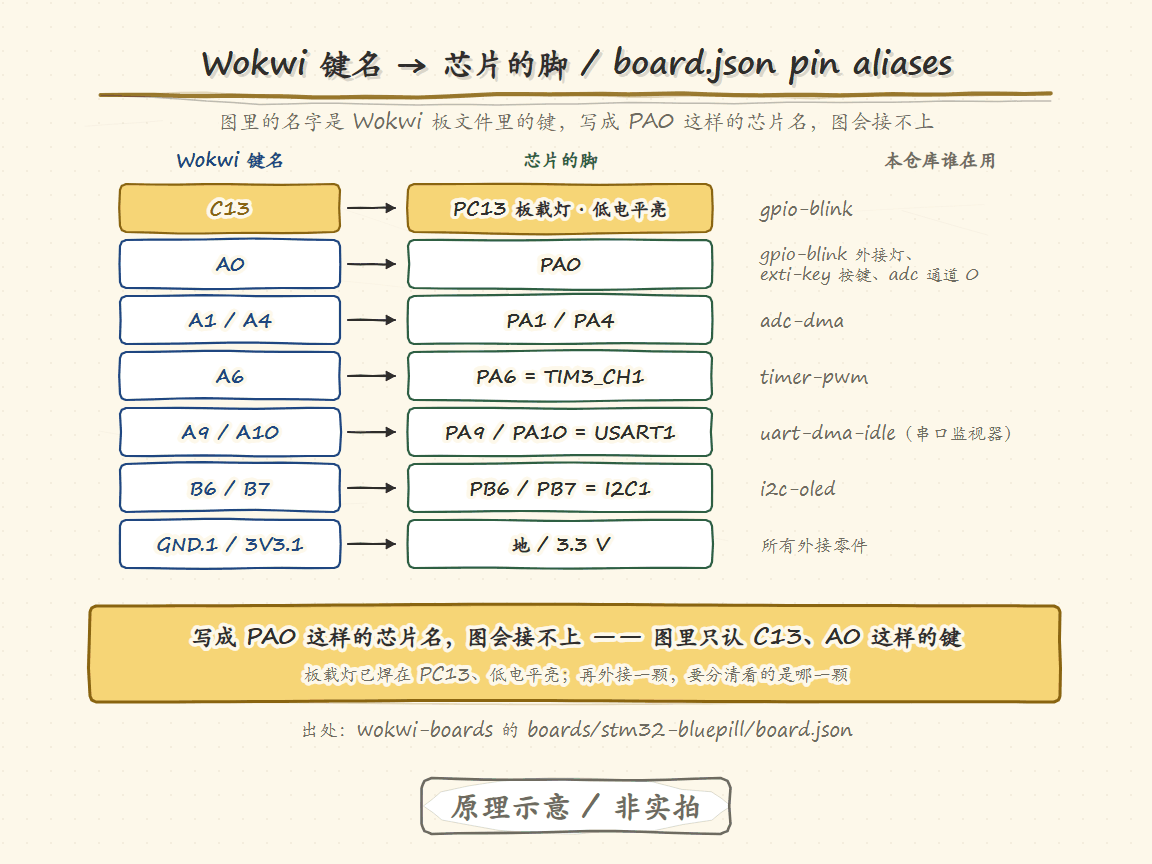 Wokwi 键名 → 芯片的脚 / board.json pin aliases
图里的名字是 Wokwi 板文件里的键，写成 PA0 这样的芯片名，图会接不上
Wokwi 键名
芯片的脚
本仓库谁在用
C13
PC13 板载灯·低电平亮
gpio-blink
A0
PA0
gpio-blink 外接灯、
exti-key 按键、adc 通道 0
A1 / A4
PA1 / PA4
adc-dma
A6
PA6 = TIM3_CH1
timer-pwm
A9 / A10
PA9 / PA10 = USART1
uart-dma-idle（串口监视器）
B6 / B7
PB6 / PB7 = I2C1
i2c-oled
GND.1 / 3V3.1
地 / 3.3 V
所有外接零件
写成 PA0 这样的芯片名，图会接不上 —— 图里只认 C13、A0 这样的键
板载灯已焊在 PC13、低电平亮；再外接一颗，要分清看的是哪一颗
出处：wokwi-boards 的 boards/stm32-bluepill/board.json
原理示意 / 非实拍